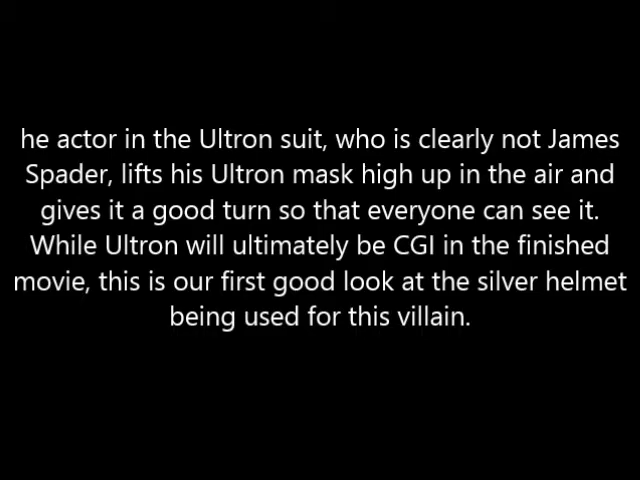 he actor in the Ultron suit, who is clearly not James
Spader, lifts his Ultron mask high up in the air and
gives it a good turn so that everyone can see it.
While Ultron will ultimately be CGI in the finished
movie, this is our first good look at the silver helmet
being used for this villain.